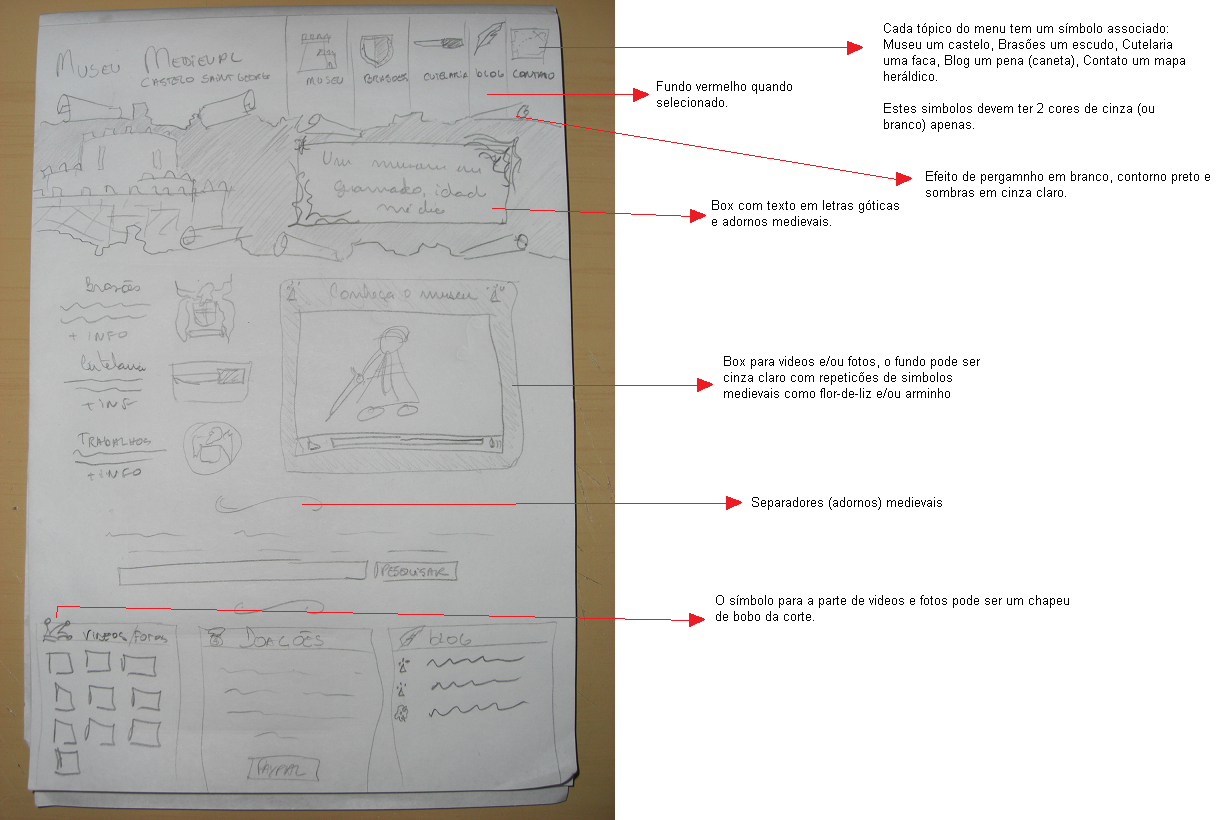 Museu Medieval
Castelo Saint George
MUSEU
BRASÕES
CUTELARIA
BLOG
CONTATO
Cada tópico do menu tem um símbolo associado:
Museu um castelo, Brasões um escudo, Cutelaria
uma faca, Blog um pena (caneta), Contato um mapa
heráldico.
Estes simbolos devem ter 2 cores de cinza (ou
branco) apenas.
Fundo vermelho quando
selecionado.
Efeito de pergamnho em branco, contorno preto e
sombras em cinza claro.
Um museu em
gramado, idade
média
Box com texto em letras góticas
e adornos medievais.
Brasões
+ INFO
Cutelaria
+ INF
TRABALHOS
+ INFO
Conheça o museu
Box para videos e/ou fotos, o fundo pode ser
cinza claro com repeticões de simbolos
medievais como flor-de-liz e/ou arminho
Separadores (adornos) medievais
PESQUISAR
O símbolo para a parte de videos e fotos pode ser um chapeu
de bobo da corte.
VIDEOS/FOTOS
DOAÇÕES
BLOG
PAYPAL